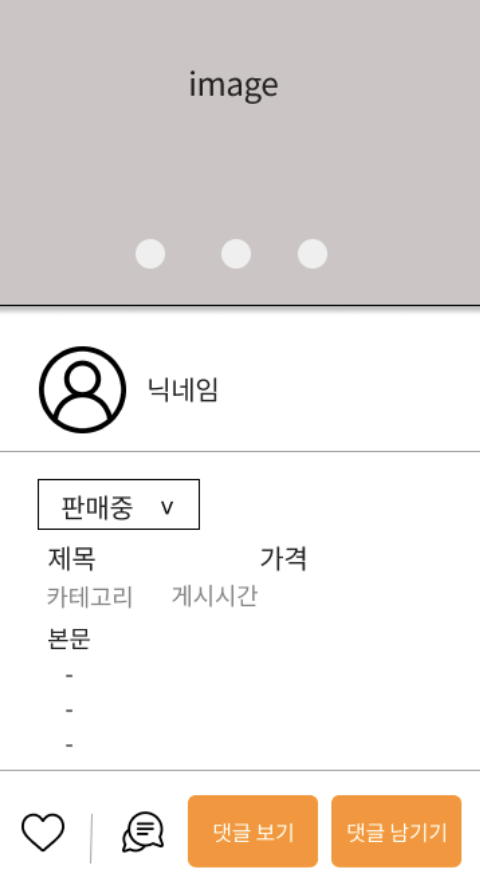 image
닉네임
판매중 v
제목 가격
카테고리 게시시간
본문
-
-
-
댓글 보기 댓글 남기기